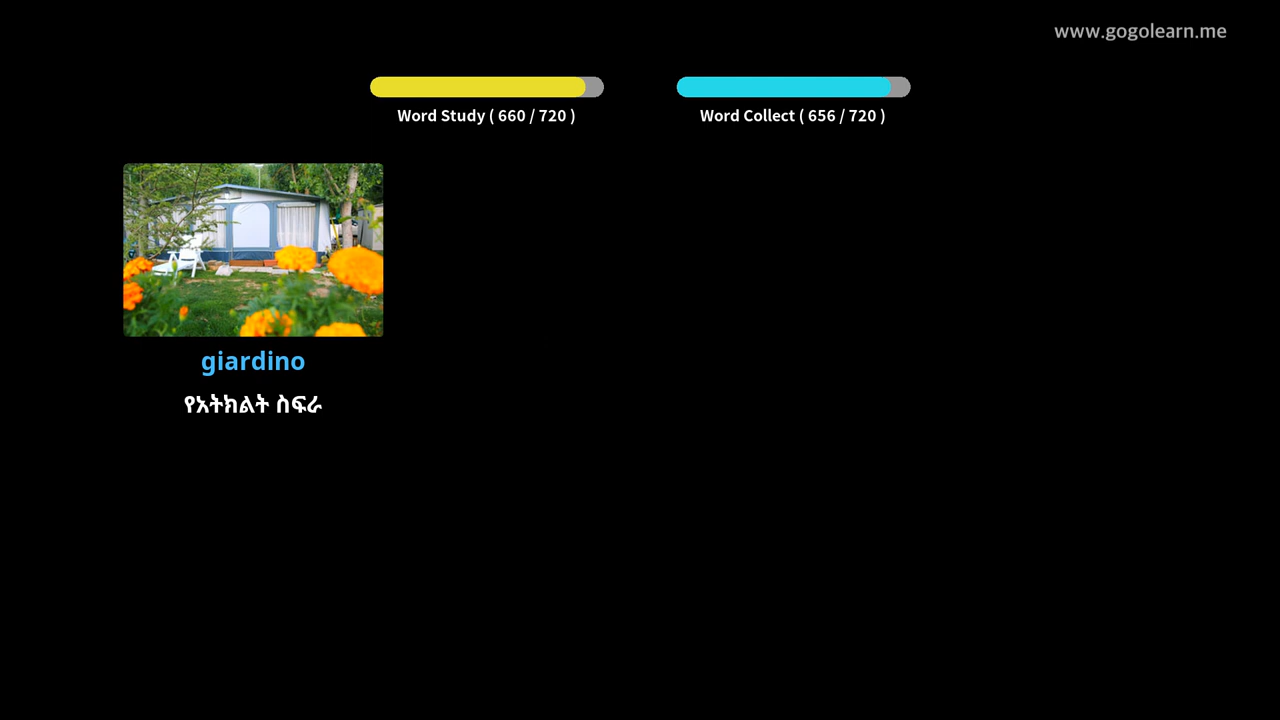 www.gogolearn.me
Word Study ( 660 / 720 )
Word Collect ( 656 / 720 )
giardino
የአትክልት ስፍራ